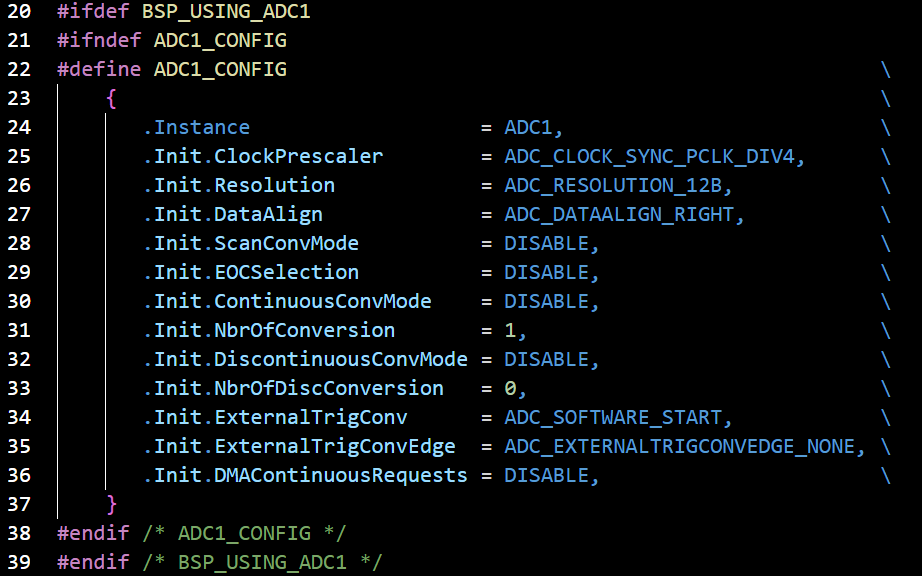 20 #ifdef BSP_USING_ADC1
21 #ifndef ADC1_CONFIG
22 #define ADC1_CONFIG \
23 { \
24 .Instance = ADC1, \
25 .Init.ClockPrescaler = ADC_CLOCK_SYNC_PCLK_DIV4, \
26 .Init.Resolution = ADC_RESOLUTION_12B, \
27 .Init.DataAlign = ADC_DATAALIGN_RIGHT, \
28 .Init.ScanConvMode = DISABLE, \
29 .Init.EOCSelection = DISABLE, \
30 .Init.ContinuousConvMode = DISABLE, \
31 .Init.NbrOfConversion = 1, \
32 .Init.DiscontinuousConvMode = DISABLE, \
33 .Init.NbrOfDiscConversion = 0, \
34 .Init.ExternalTrigConv = ADC_SOFTWARE_START, \
35 .Init.ExternalTrigConvEdge = ADC_EXTERNALTRIGCONVEDGE_NONE, \
36 .Init.DMAContinuousRequests = DISABLE, \
37 }
38 #endif /* ADC1_CONFIG */
39 #endif /* BSP_USING_ADC1 */